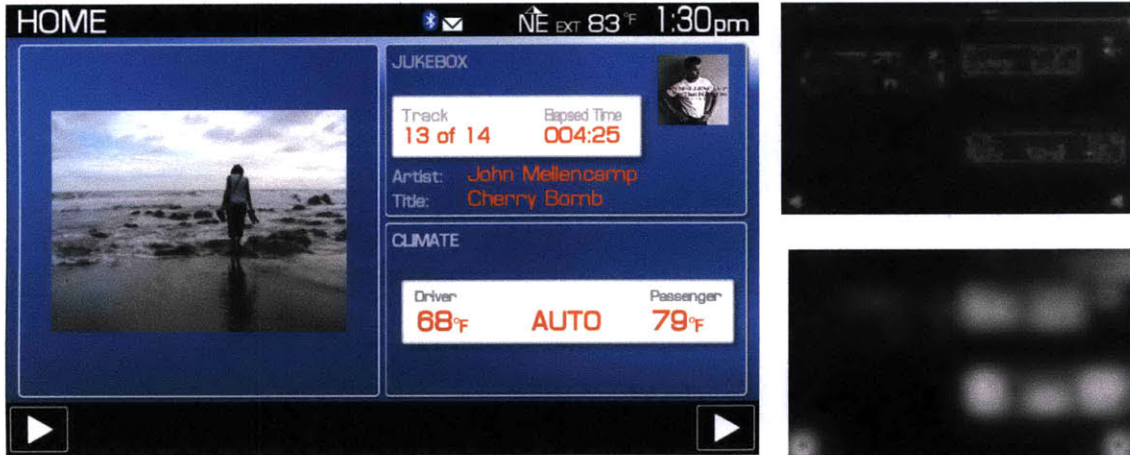 HOME
NE EXT 83°F 1:30pm
JUKEBOX
Track Elapsed Time
13 of 14 004:25
Artist: John Mellencamp
Title: Cherry Bomb
CLIMATE
Driver Passenger
68°F AUTO 79°F